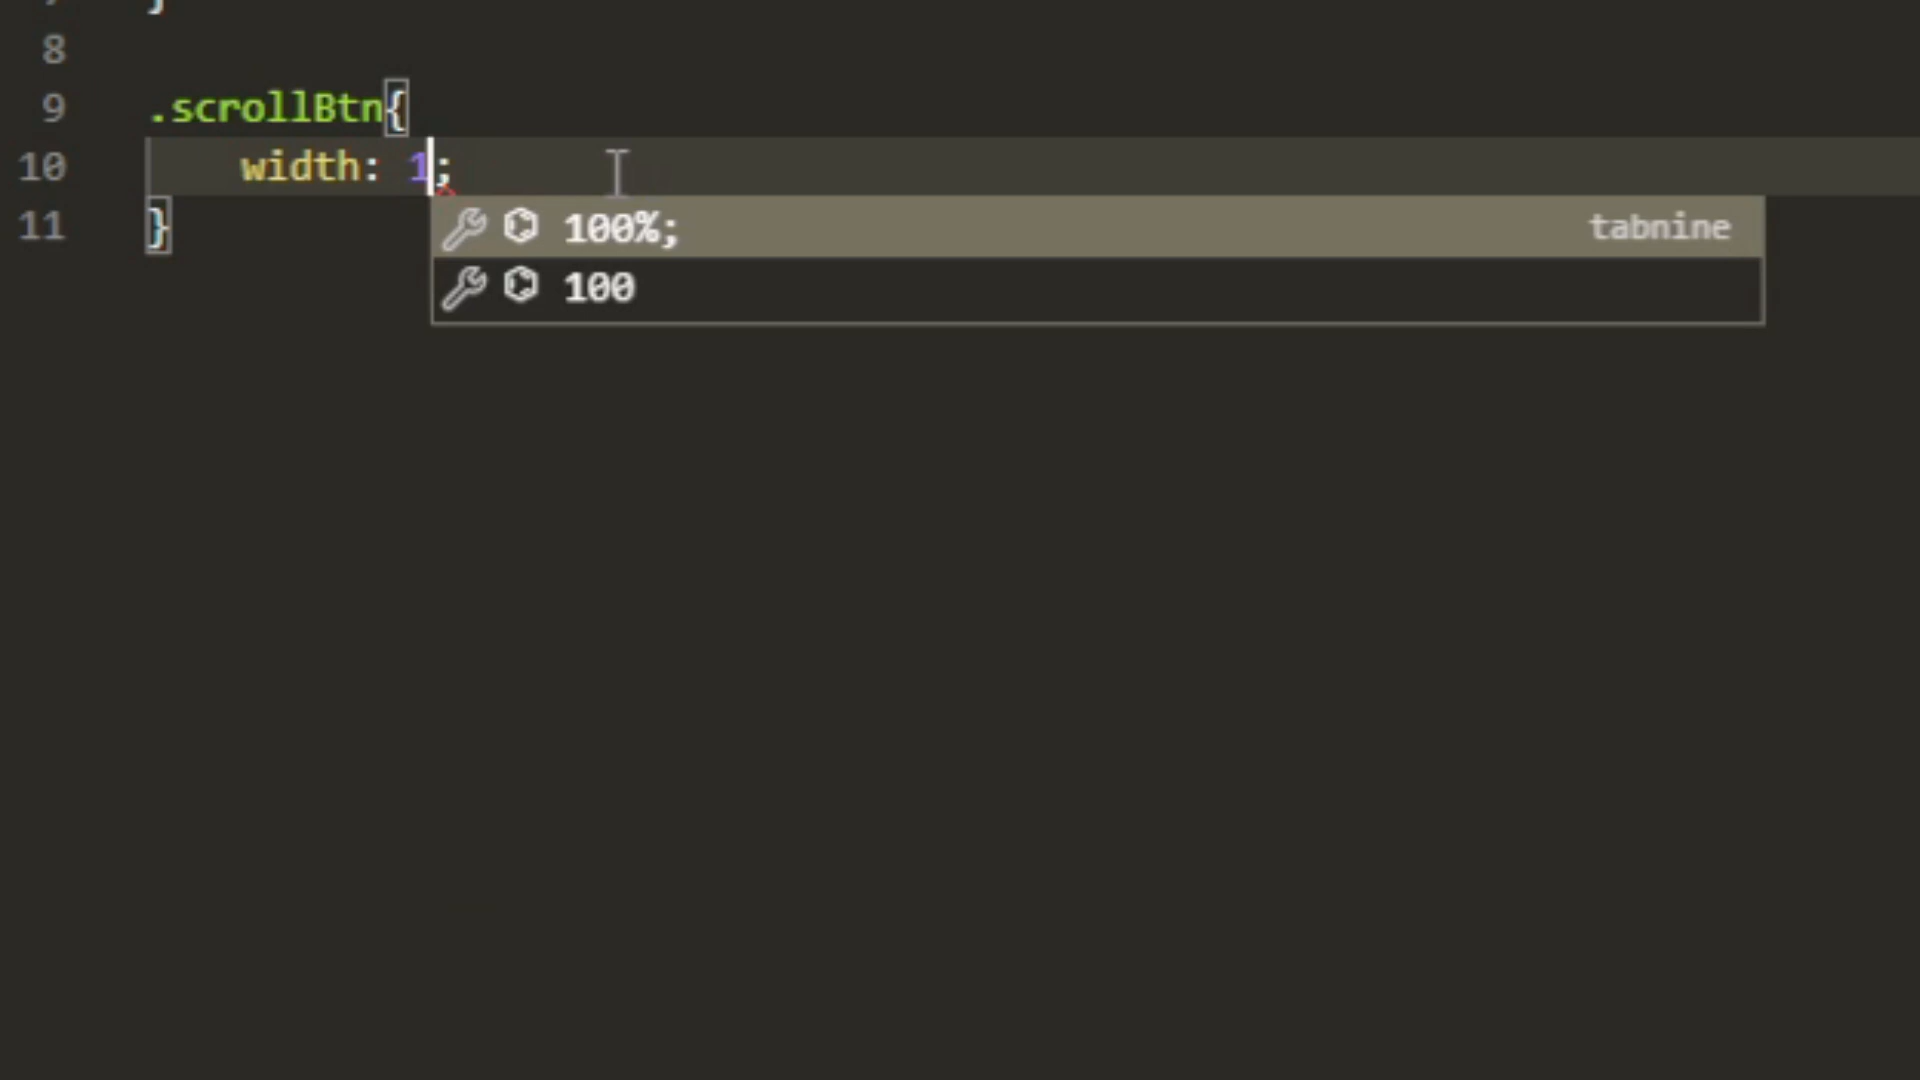 }
8
9 .scrollBtn{
10 width: 1;
11 }
100%; tabnine
100